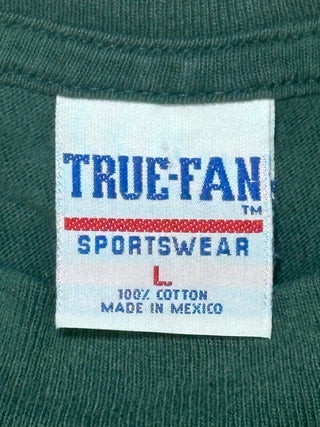 TRUE-FAN
TM
SPORTSWEAR
L
100% COTTON
MADE IN MEXICO